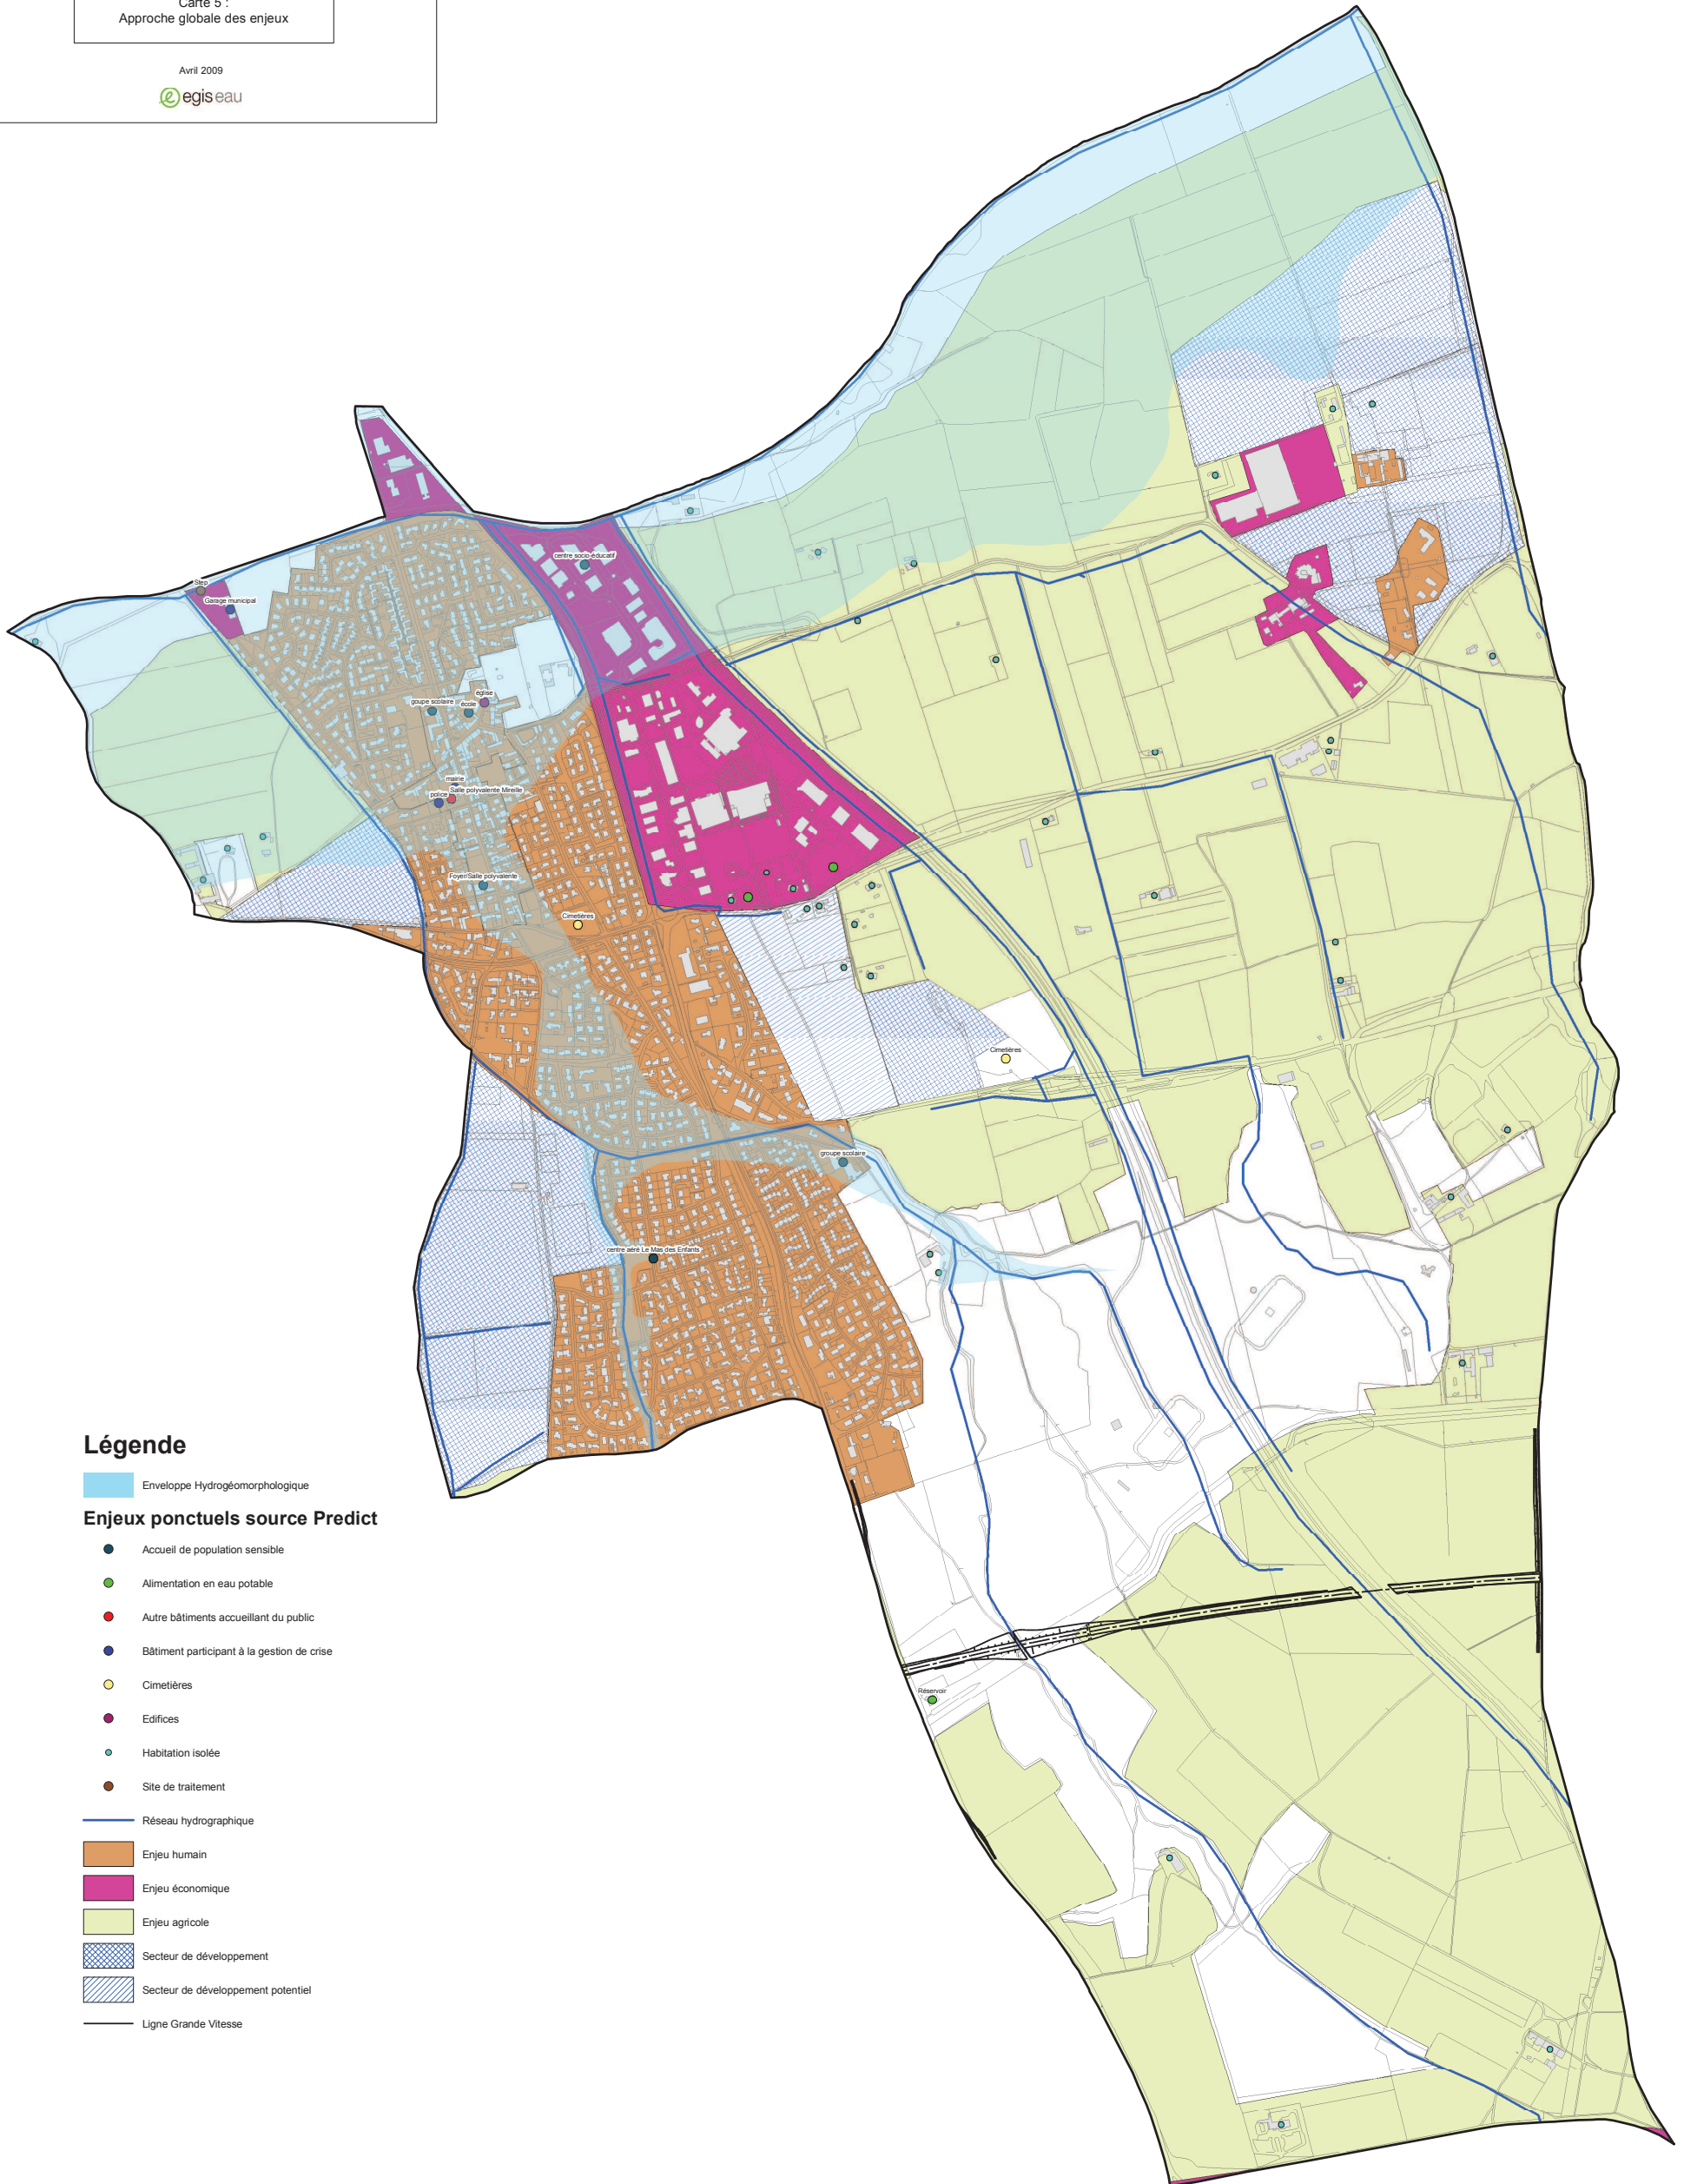 Carte 5 :
Approche globale des enjeux
Avril 2009
egis eau
centre socio-éducatif
Step
Garage municipal
église
goupe scolaire
école
mairie
Salle polyvalente Mireille
police
Foyer/Salle polyvalente
Cimetières
Cimetières
groupe scolaire
centre aéré Le Mas des Enfants
Réservoir
Légende
Enveloppe Hydrogéomorphologique
Enjeux ponctuels source Predict
Accueil de population sensible
Alimentation en eau potable
Autre bâtiments accueillant du public
Bâtiment participant à la gestion de crise
Cimetières
Edifices
Habitation isolée
Site de traitement
Réseau hydrographique
Enjeu humain
Enjeu économique
Enjeu agricole
Secteur de développement
Secteur de développement potentiel
Ligne Grande Vitesse